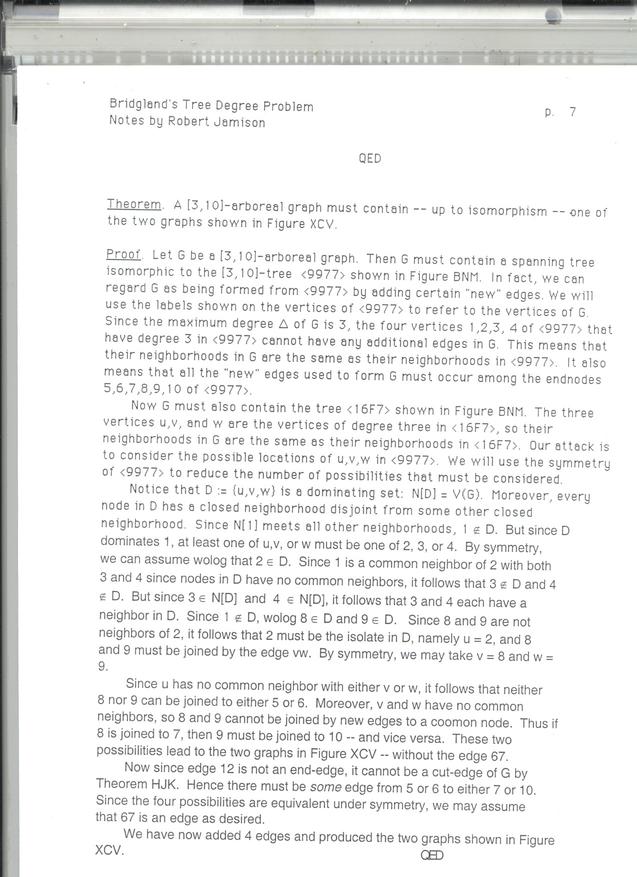 Bridgland's Tree Degree Problem
p. 7
Notes by Robert Jamison
QED
Theorem. A [3,10]-arboreal graph must contain -- up to isomorphism -- one of
the two graphs shown in Figure XCV.
Proof. Let G be a [3,10]-arboreal graph. Then G must contain a spanning tree
isomorphic to the [3,10]-tree <9977> shown in Figure BNM. In fact, we can
regard G as being formed from <9977> by adding certain "new" edges. We will
use the labels shown on the vertices of <9977> to refer to the vertices of G.
Since the maximum degree Δ of G is 3, the four vertices 1,2,3, 4 of <9977> that
have degree 3 in <9977> cannot have any additional edges in G. This means that
their neighborhoods in G are the same as their neighborhoods in <9977>. It also
means that all the "new" edges used to form G must occur among the endnodes
5,6,7,8,9,10 of <9977>.
Now G must also contain the tree <16F7> shown in Figure BNM. The three
vertices u,v, and w are the vertices of degree three in <16F7>, so their
neighborhoods in G are the same as their neighborhoods in <16F7>. Our attack is
to consider the possible locations of u,v,w in <9977>. We will use the symmetry
of <9977> to reduce the number of possibilities that must be considered.
Notice that D := {u,v,w} is a dominating set: N[D] = V(G). Moreover, every
node in D has a closed neighborhood disjoint from some other closed
neighborhood. Since N[1] meets all other neighborhoods, 1 ∉ D. But since D
dominates 1, at least one of u,v, or w must be one of 2, 3, or 4. By symmetry,
we can assume wolog that 2 ∈ D. Since 1 is a common neighbor of 2 with both
3 and 4 since nodes in D have no common neighbors, it follows that 3 ∉ D and 4
∉ D. But since 3 ∈ N[D] and 4 ∈ N[D], it follows that 3 and 4 each have a
neighbor in D. Since 1 ∉ D, wolog 8 ∈ D and 9 ∈ D. Since 8 and 9 are not
neighbors of 2, it follows that 2 must be the isolate in D, namely u = 2, and 8
and 9 must be joined by the edge vw. By symmetry, we may take v = 8 and w =
9.
Since u has no common neighbor with either v or w, it follows that neither
8 nor 9 can be joined to either 5 or 6. Moreover, v and w have no common
neighbors, so 8 and 9 cannot be joined by new edges to a coomon node. Thus if
8 is joined to 7, then 9 must be joined to 10 -- and vice versa. These two
possibilities lead to the two graphs in Figure XCV -- without the edge 67.
Now since edge 12 is not an end-edge, it cannot be a cut-edge of G by
Theorem HJK. Hence there must be some edge from 5 or 6 to either 7 or 10.
Since the four possibilities are equivalent under symmetry, we may assume
that 67 is an edge as desired.
We have now added 4 edges and produced the two graphs shown in Figure
XCV.
QED